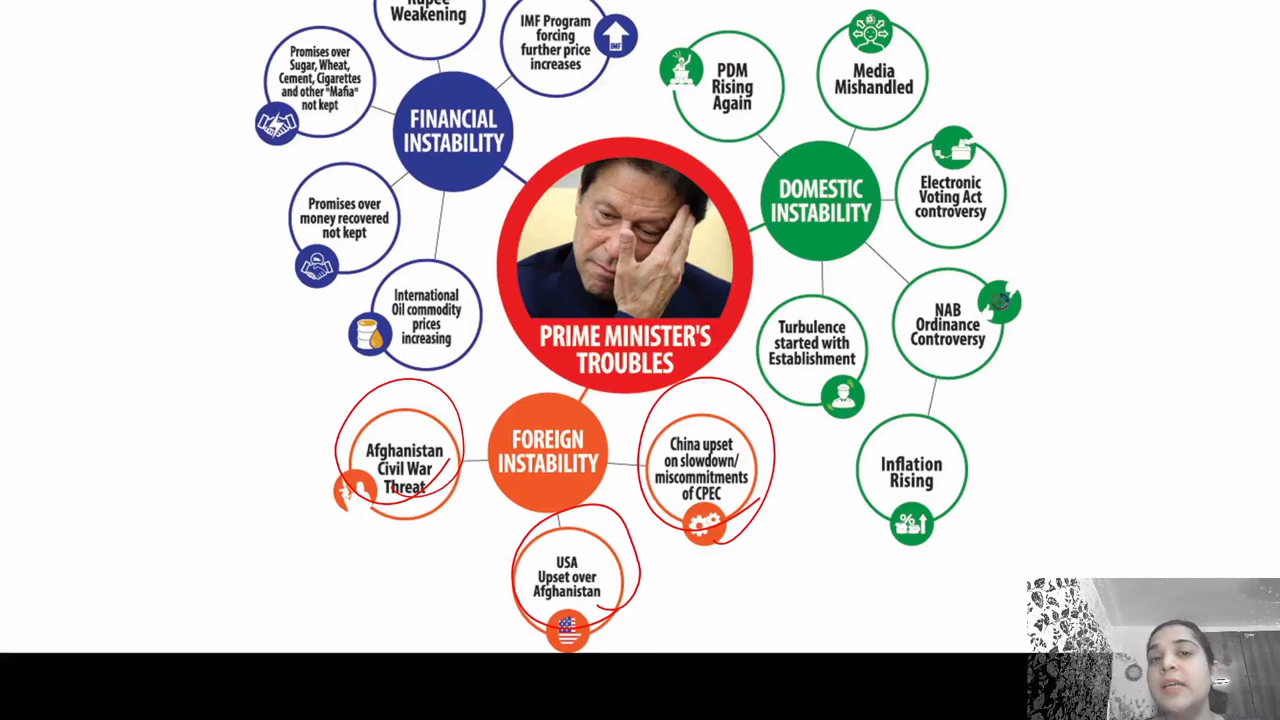 Rupee
Weakening
IMF Program
forcing
further price
increases
IMF
Promises over
Sugar, Wheat,
Cement, Cigarettes
and other "Mafia"
not kept
FINANCIAL
INSTABILITY
Promises over
money recovered
not kept
International
Oil commodity
prices
increasing
PRIME MINISTER'S
TROUBLES
PDM
Rising
Again
Media
Mishandled
DOMESTIC
INSTABILITY
Electronic
Voting Act
controversy
NAB
Ordinance
Controversy
Turbulence
started with
Establishment
Inflation
Rising
%
Afghanistan
Civil War
Threat
FOREIGN
INSTABILITY
China upset
on slowdown/
miscommitments
of CPEC
USA
Upset over
Afghanistan